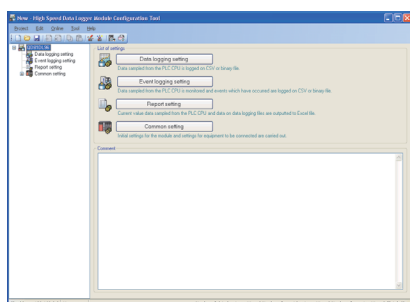 New - High Speed Data Logger Module Configuration Tool
Project Edit Online Tool Help
Data logging setting
Event logging setting
Report setting
Common setting
List of settings
Data logging setting
Data sampled from the PLC CPU is logged on CSV or binary file.
Event logging setting
Data sampled from the PLC CPU is monitored and events which have occurred are logged on CSV or binary file.
Report setting
Current value data sampled from the PLC CPU and data on data logging files are outputted to Excel file.
Common setting
Initial settings for the module and settings for equipment to be connected are carried out.
Comment